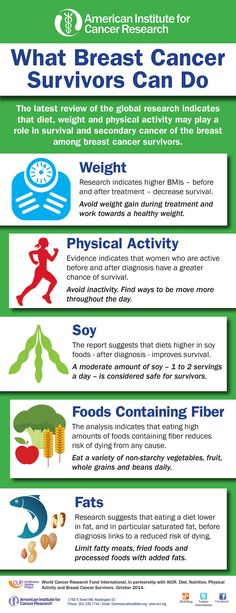 American Institute for
Cancer Research
What Breast Cancer
Survivors Can Do
The latest review of the global research indicates
that diet, weight and physical activity may play a
role in survival and secondary cancer of the breast
among breast cancer survivors.
Weight
Research indicates higher BMIs – before
and after treatment – decrease survival.
Avoid weight gain during treatment and
work towards a healthy weight.
Physical Activity
Evidence indicates that women who are active
before and after diagnosis have a greater
chance of survival.
Avoid inactivity. Find ways to be move more
throughout the day.
Soy
The report suggests that diets higher in soy
foods - after diagnosis - improves survival.
A moderate amount of soy – 1 to 2 servings
a day – is considered safe for survivors.
Foods Containing Fiber
The analysis indicates that eating high
amounts of foods containing fiber reduces
risk of dying from any cause.
Eat a variety of non-starchy vegetables, fruit,
whole grains and beans daily.
Fats
Research suggests that eating a diet lower
in fat, and in particular saturated fat, before
diagnosis links to a reduced risk of dying.
Limit fatty meats, fried foods and
processed foods with added fats.
CUP
World Cancer Research Fund International, in partnership with AICR. Diet, Nutrition, Physical
Activity and Breast Cancer Survivors. October 2014.
American Institute for
Cancer Research